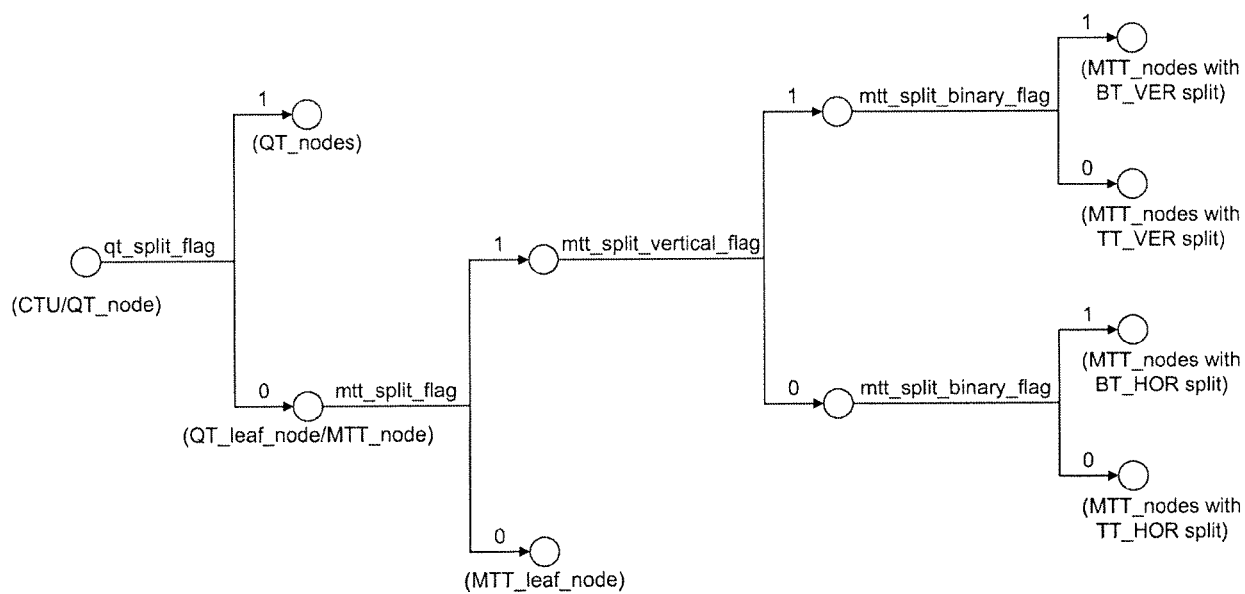 1
(MTT_nodes with
BT_VER split)
1
mtt_split_binary_flag
1
(QT_nodes)
0
(MTT_nodes with
TT_VER split)
qt_split_flag
(CTU/QT_node)
1
mtt_split_vertical_flag
1
(MTT_nodes with
BT_HOR split)
0
mtt_split_flag
(QT_leaf_node/MTT_node)
0
mtt_split_binary_flag
0
(MTT_nodes with
TT_HOR split)
0
(MTT_leaf_node)